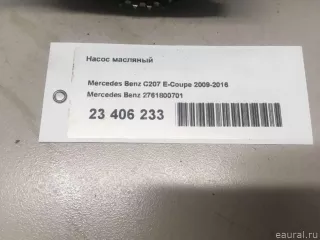 Насос масляный
Mercedes Benz C207 E-Coupe 2009-2016
Mercedes Benz 2761800701
23 406 233
eaural.ru